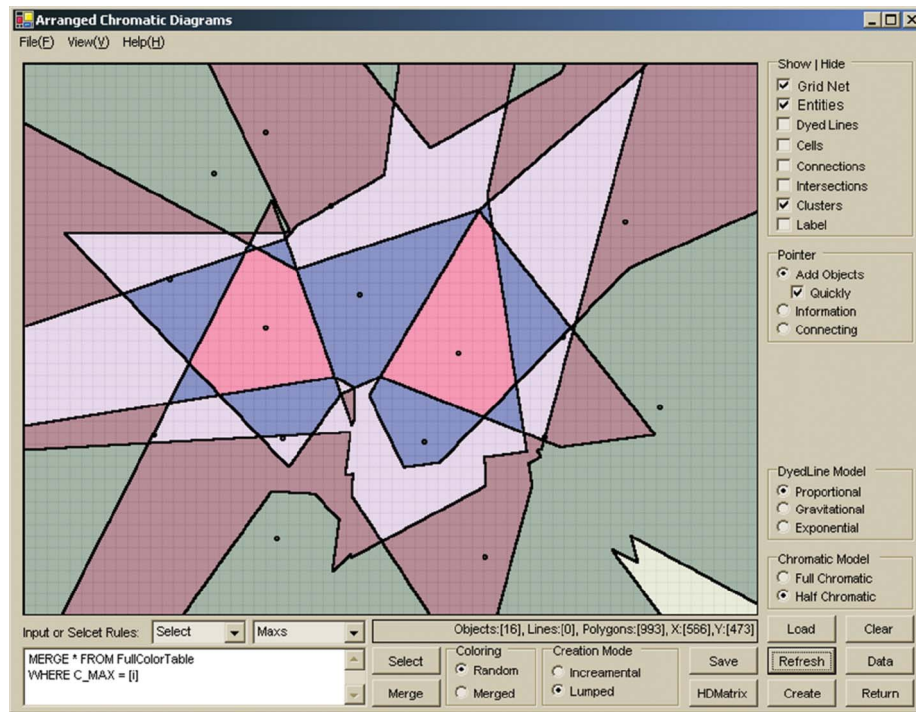 Arranged Chromatic Diagrams
File(F) View(V) Help(H)
Show | Hide
Grid Net
Entities
Dyed Lines
Cells
Connections
Intersections
Clusters
Label
Pointer
Add Objects
Quickly
Information
Connecting
DyedLine Model
Proportional
Gravitational
Exponential
Chromatic Model
Full Chromatic
Half Chromatic
Input or Selcet Rules: Select Maxs Objects:[16], Lines:[0], Polygons:[993], X:[566],Y:[473] Load Clear
MERGE * FROM FullColorTable
WHERE C_MAX = [i]
Select
Merge
Coloring
Random
Merged
Creation Mode
Incremental
Lumped
Save Refresh Data
HDMatrix Create Return